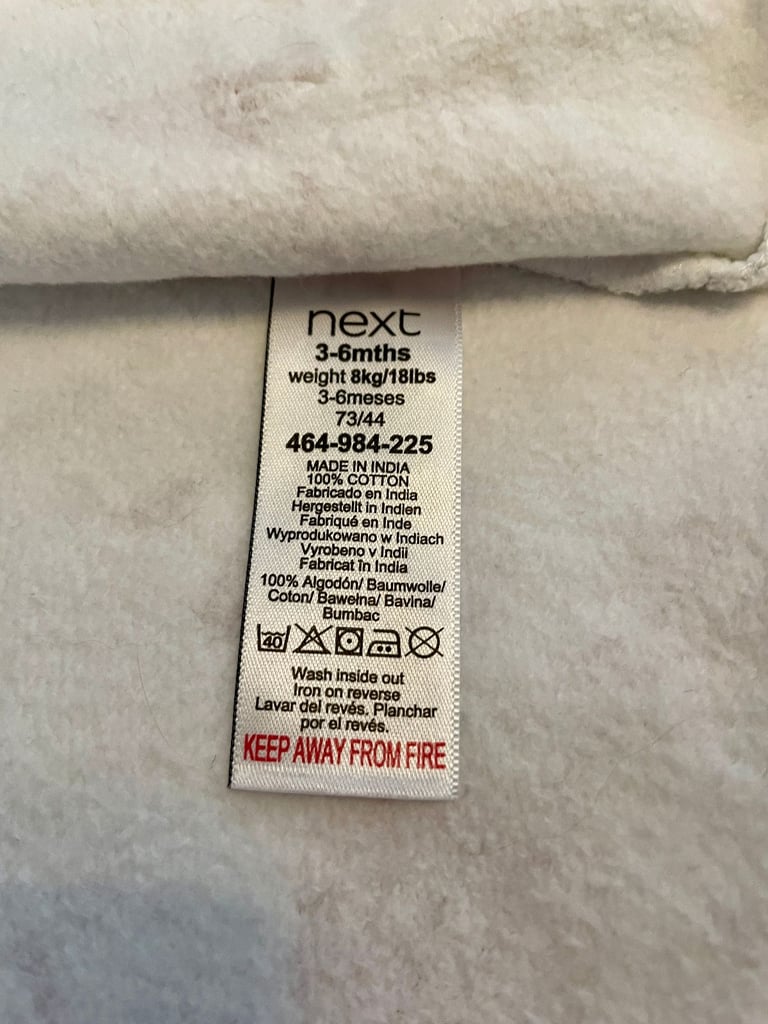 next
3-6mths
weight 8kg/18lbs
3-6meses
73/44
464-984-225
MADE IN INDIA
100% COTTON
Fabricado en India
Hergestellt in Indien
Fabriqué en Inde
Wyprodukowano w Indiach
Vyrobeno v Indii
Fabricat în India
100% Algodón/ Baumwolle/
Coton/ Bawełna/ Bavlna/
Bumbac
40
Wash inside out
Iron on reverse
Lavar del revés. Planchar
por el revés.
KEEP AWAY FROM FIRE